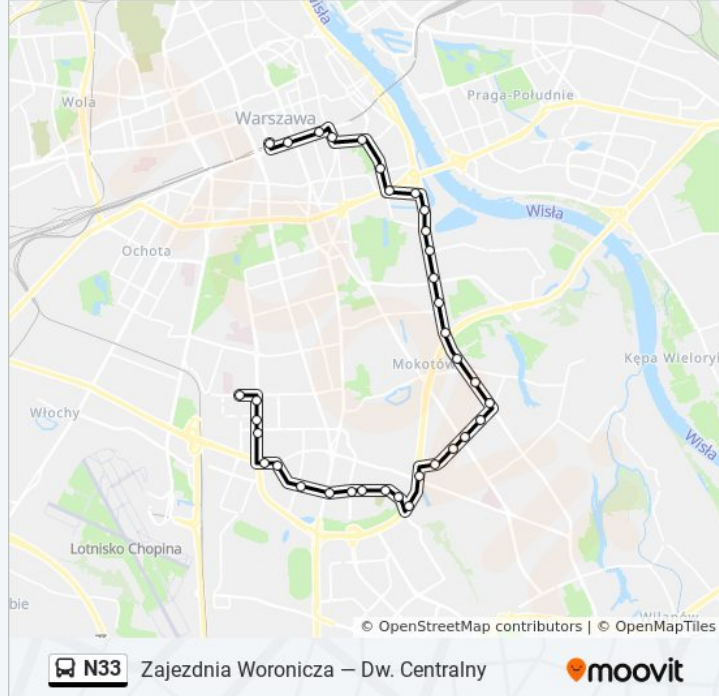 Wisła
Wola
Praga-Południe
Warszawa
Wisła
Ochota
Mokotów
Kępa Wielorył
Włochy
Wisła
Lotnisko Chopina
bie
Wilanów
© OpenStreetMap contributors | © OpenMapTiles
N33 Zajezdnia Woronicza — Dw. Centralny moovit